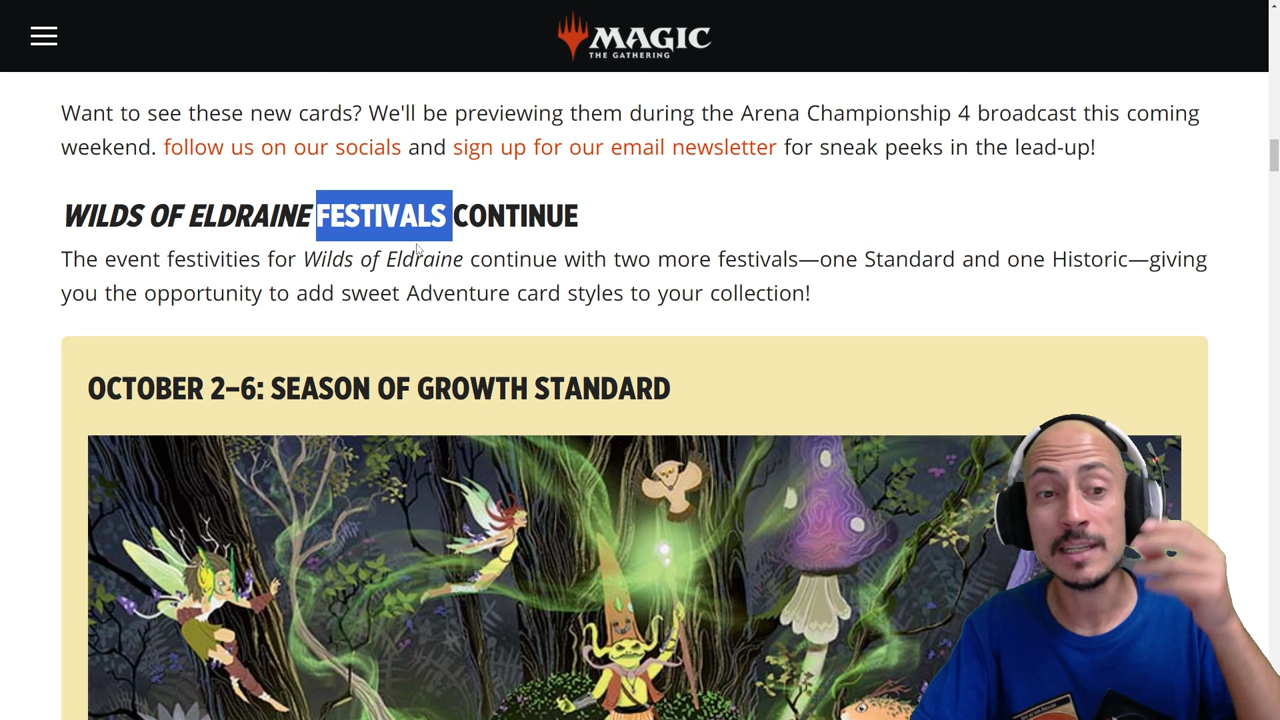 MAGIC
THE GATHERING
Want to see these new cards? We'll be previewing them during the Arena Championship 4 broadcast this coming
weekend. follow us on our socials and sign up for our email newsletter for sneak peeks in the lead-up!
WILDS OF ELDRAINE FESTIVALS CONTINUE
The event festivities for Wilds of Eldraine continue with two more festivals—one Standard and one Historic—giving
you the opportunity to add sweet Adventure card styles to your collection!
OCTOBER 2–6: SEASON OF GROWTH STANDARD